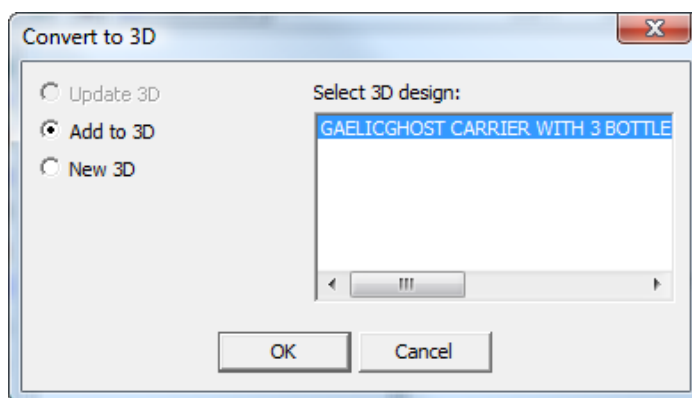 Convert to 3D
Update 3D
Add to 3D
New 3D
Select 3D design:
GAELICGHOST CARRIER WITH 3 BOTTLE
OK
Cancel